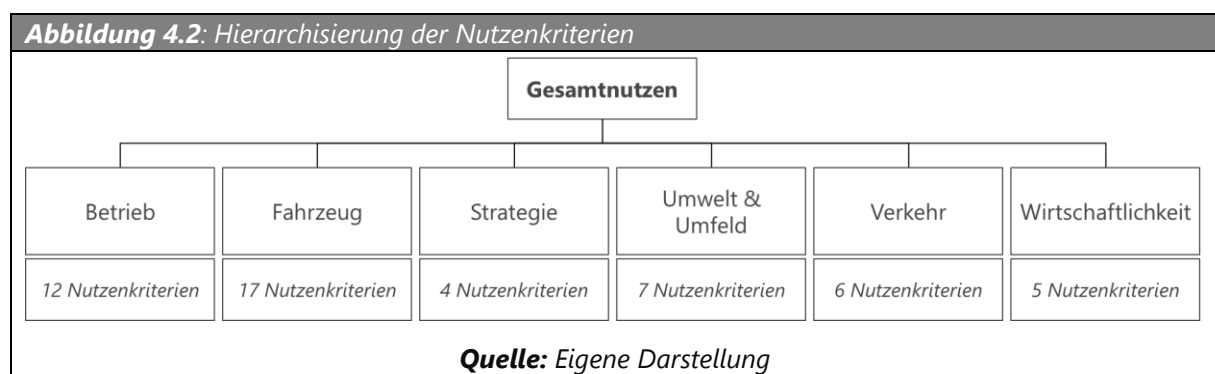 Abbildung 4.2: Hierarchisierung der Nutzenkriterien
Gesamtnutzen
Betrieb
Fahrzeug
Strategie
Umwelt &
Umfeld
Verkehr
Wirtschaftlichkeit
12 Nutzenkriterien
17 Nutzenkriterien
4 Nutzenkriterien
7 Nutzenkriterien
6 Nutzenkriterien
5 Nutzenkriterien
Quelle: Eigene Darstellung